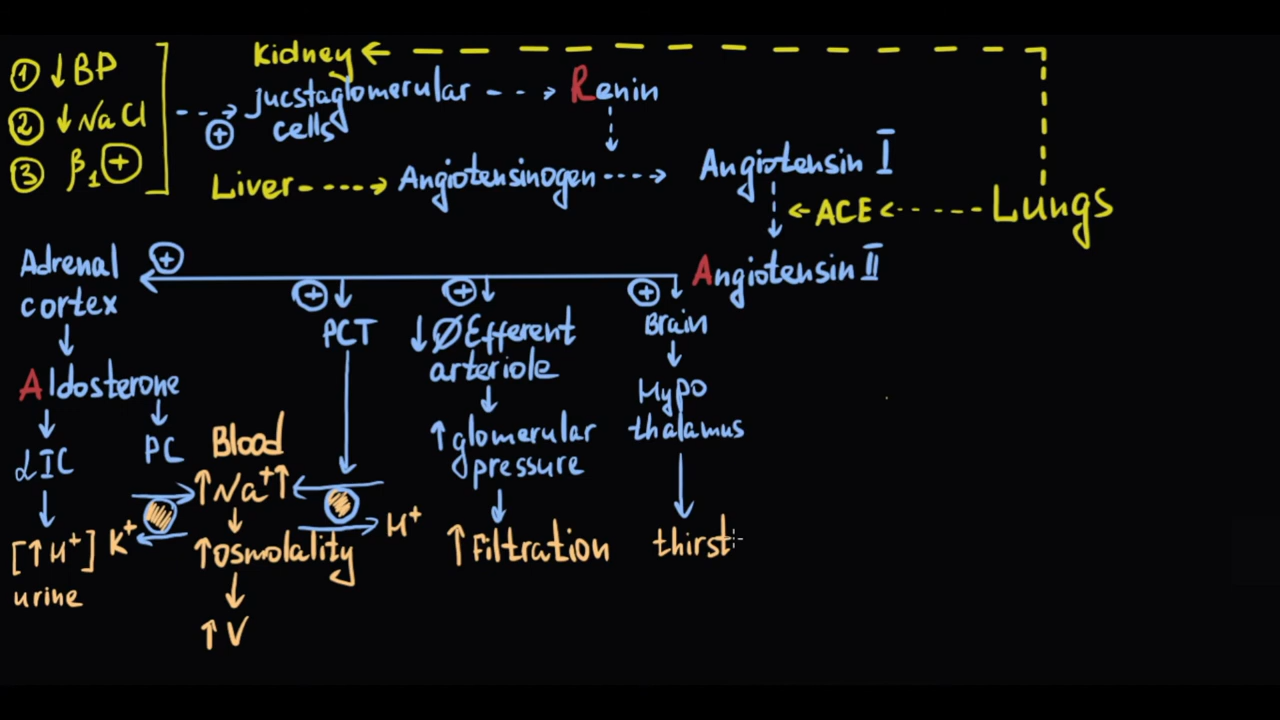 ① ↓ BP
② ↓ NaCl
③ β₁ ⊕
Kidney
jucstaglomerular
cells
Renin
Liver
Angiotensinogen
Angiotensin I
ACE
Lungs
Angiotensin II
Adrenal
cortex
PCT
↓ Ø Efferent
arteriole
Brain
Aldosterone
Hypo
thalamus
αIC
PC
Blood
↑ glomerular
pressure
↑ Na⁺ ↑
[↑H⁺]
urine
K⁺
↑ Osmolality
H⁺
↑ Filtration
thirst
↑ V